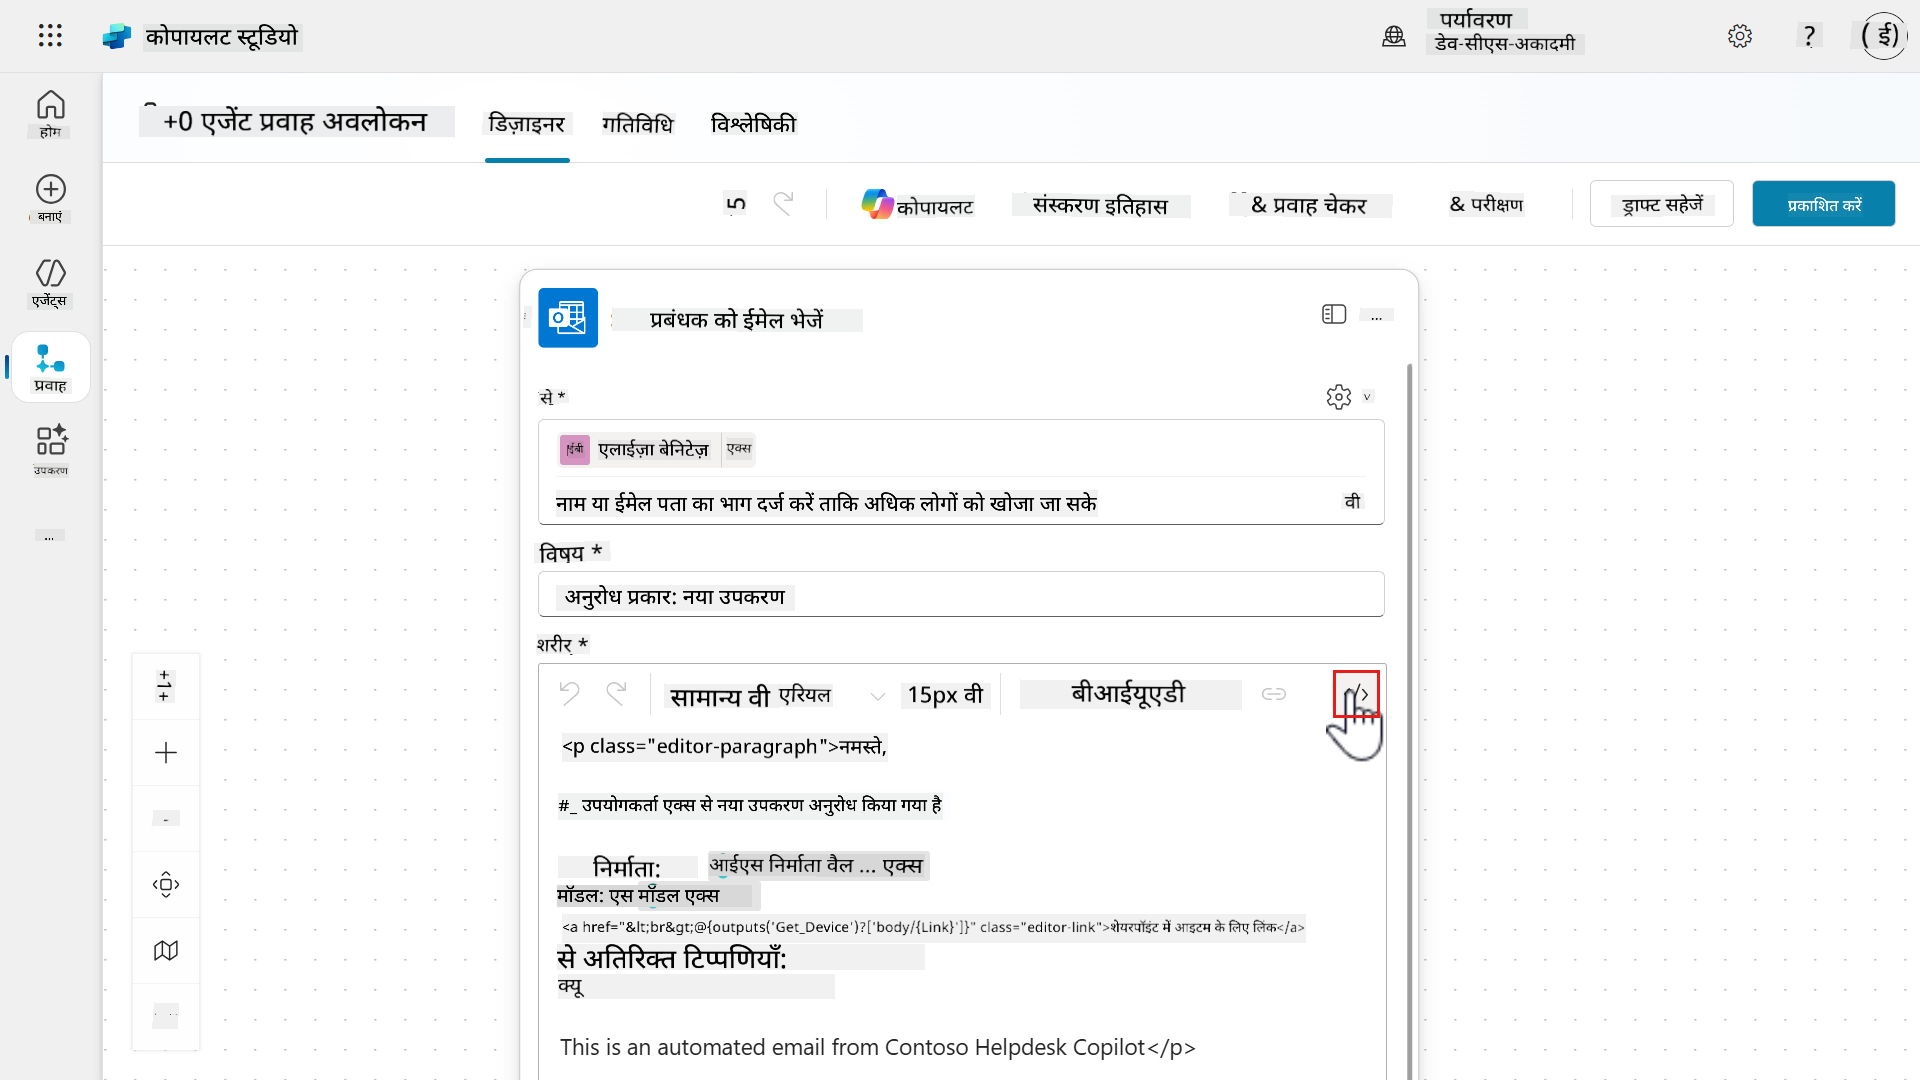 कोपायलट स्टूडियो
पर्यावरण
डेव-सीएस-अकादमी
?
( ई)
होम
बनाएं
एजेंट्स
प्रवाह
उपकरण
...
+0 एजेंट प्रवाह अवलोकन
डिज़ाइनर
गतिविधि
विश्लेषिकी
5
कोपायलट
संस्करण इतिहास
& प्रवाह चेकर
& परीक्षण
ड्राफ्ट सहेजें
प्रकाशित करें
प्रबंधक को ईमेल भेजें
...
से *
v
ईबी
एलाईज़ा बेनिटेज़
एक्स
नाम या ईमेल पता का भाग दर्ज करें ताकि अधिक लोगों को खोजा जा सके
वी
विषय *
अनुरोध प्रकार: नया उपकरण
शरीर *
सामान्य वी एरियल
15px वी
बीआईयूएडी
<p class="editor-paragraph">नमस्ते,
#_ उपयोगकर्ता एक्स से नया उपकरण अनुरोध किया गया है
निर्माता: आईएस निर्माता वैल ... एक्स
मॉडल: एस मॉडल एक्स
<a href="&lt;br&gt;@{outputs('Get_Device')?['body/{Link}']}" class="editor-link">शेयरपॉइंट में आइटम के लिए लिंक</a>
से अतिरिक्त टिप्पणियाँ:
क्यू
This is an automated email from Contoso Helpdesk Copilot</p>